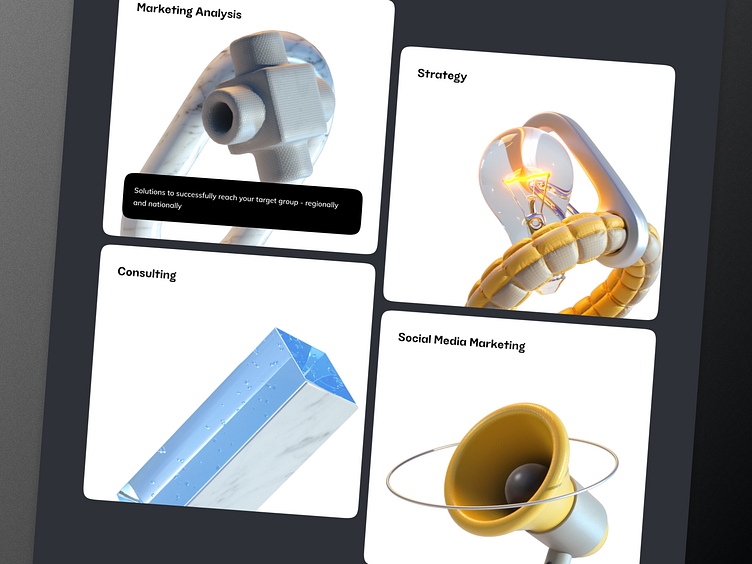 Marketing Analysis
Solutions to successfully reach your target group - regionally
and nationally
Strategy
Consulting
Social Media Marketing